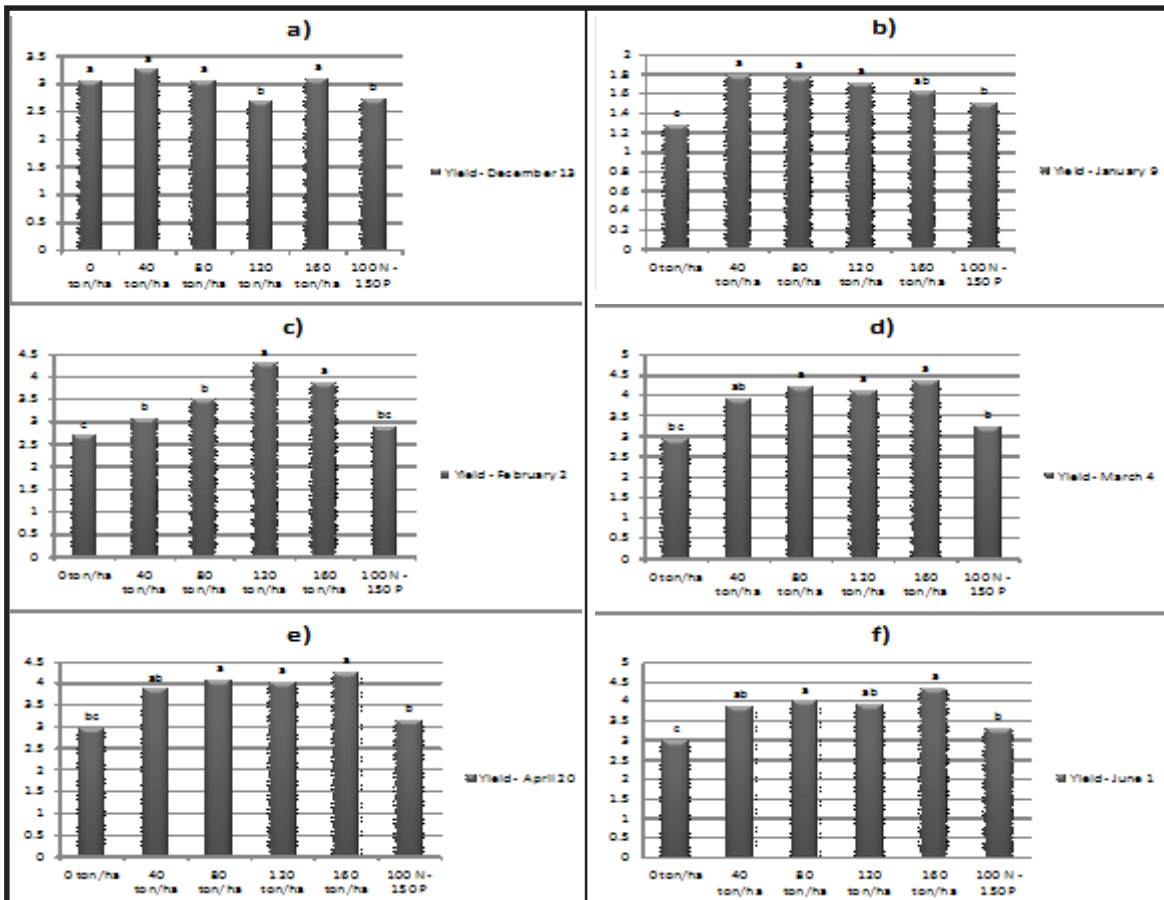 a)
3.5
3
2.5
2
1.5
1
0.5
0
a
a
a
b
a
b
0 ton/ha
40 ton/ha
80 ton/ha
120 ton/ha
160 ton/ha
100 N - 150 P
Yield - December 13
b)
2
1.8
1.6
1.4
1.2
1
0.8
0.6
0.4
0.2
0
c
a
a
a
ab
b
0 ton/ha
40 ton/ha
80 ton/ha
120 ton/ha
160 ton/ha
100 N - 150 P
Yield - January 9
c)
4.5
4
3.5
3
2.5
2
1.5
1
0.5
0
c
b
b
a
a
bc
0 ton/ha
40 ton/ha
80 ton/ha
120 ton/ha
160 ton/ha
100 N - 150 P
Yield - February 2
d)
5
4.5
4
3.5
3
2.5
2
1.5
1
0.5
0
bc
ab
a
a
a
b
0 ton/ha
40 ton/ha
80 ton/ha
120 ton/ha
160 ton/ha
100 N - 150 P
Yield - March 4
e)
4.5
4
3.5
3
2.5
2
1.5
1
0.5
0
bc
ab
a
a
a
b
0 ton/ha
40 ton/ha
80 ton/ha
120 ton/ha
160 ton/ha
100 N - 150 P
Yield - April 20
f)
5
4.5
4
3.5
3
2.5
2
1.5
1
0.5
0
c
ab
a
ab
a
b
0 ton/ha
40 ton/ha
80 ton/ha
120 ton/ha
160 ton/ha
100 N - 150 P
Yield - June 1